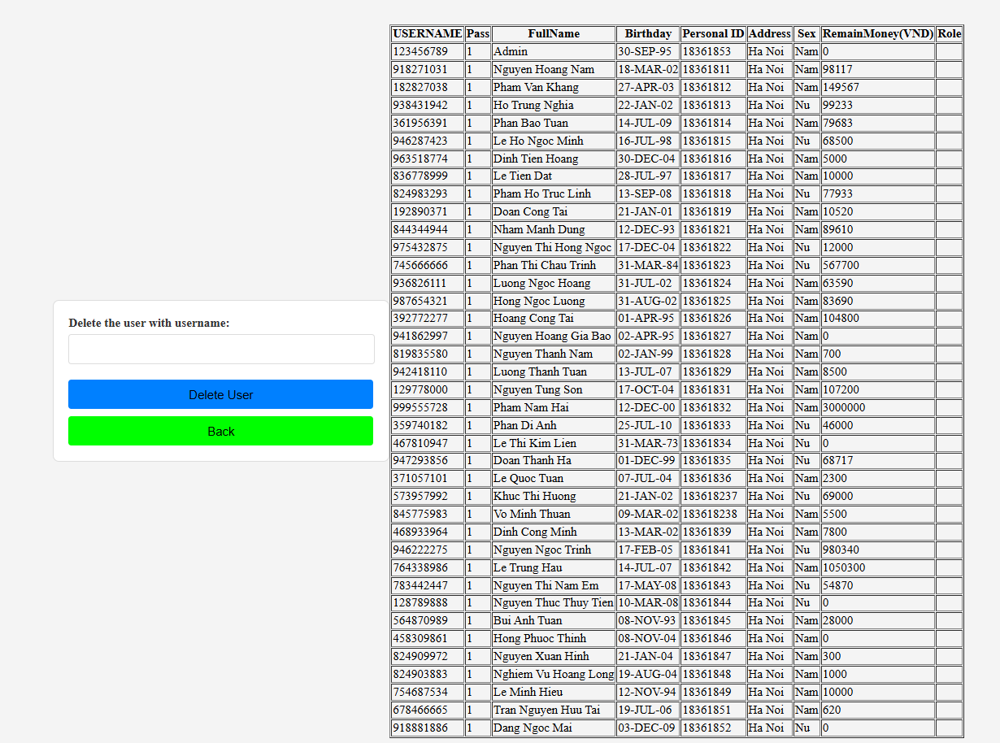 Delete the user with username:
Delete User
Back
USERNAME Pass FullName Birthday Personal ID Address Sex RemainMoney(VND) Role
123456789 1 Admin 30-SEP-95 18361853 Ha Noi Nam 0
918271031 1 Nguyen Hoang Nam 18-MAR-02 18361811 Ha Noi Nam 98117
182827038 1 Pham Van Khang 27-APR-03 18361812 Ha Noi Nam 149567
938431942 1 Ho Trung Nghia 22-JAN-02 18361813 Ha Noi Nu 99233
361956391 1 Phan Bao Tuan 14-JUL-09 18361814 Ha Noi Nam 79683
946287423 1 Le Ho Ngoc Minh 16-JUL-98 18361815 Ha Noi Nu 68500
963518774 1 Dinh Tien Hoang 30-DEC-04 18361816 Ha Noi Nam 5000
836778999 1 Le Tien Dat 28-JUL-97 18361817 Ha Noi Nam 10000
824983293 1 Pham Ho Truc Linh 13-SEP-08 18361818 Ha Noi Nu 77933
192890371 1 Doan Cong Tai 21-JAN-01 18361819 Ha Noi Nam 10520
844344944 1 Nham Manh Dung 12-DEC-93 18361821 Ha Noi Nam 89610
975432875 1 Nguyen Thi Hong Ngoc 17-DEC-04 18361822 Ha Noi Nu 12000
745666666 1 Phan Thi Chau Trinh 31-MAR-84 18361823 Ha Noi Nu 567700
936826111 1 Luong Ngoc Hoang 31-JUL-02 18361824 Ha Noi Nam 63590
987654321 1 Hong Ngoc Luong 31-AUG-02 18361825 Ha Noi Nam 83690
392772277 1 Hoang Cong Tai 01-APR-95 18361826 Ha Noi Nam 104800
941862997 1 Nguyen Hoang Gia Bao 02-APR-95 18361827 Ha Noi Nam 0
819835580 1 Nguyen Thanh Nam 02-JAN-99 18361828 Ha Noi Nam 700
942418110 1 Luong Thanh Tuan 13-JUL-07 18361829 Ha Noi Nam 8500
129778000 1 Nguyen Tung Son 17-OCT-04 18361831 Ha Noi Nam 107200
999555728 1 Pham Nam Hai 12-DEC-00 18361832 Ha Noi Nam 3000000
359740182 1 Phan Di Anh 25-JUL-10 18361833 Ha Noi Nu 46000
467810947 1 Le Thi Kim Lien 31-MAR-73 18361834 Ha Noi Nu 0
947293856 1 Doan Thanh Ha 01-DEC-99 18361835 Ha Noi Nu 68717
371057101 1 Le Quoc Tuan 07-JUL-04 18361836 Ha Noi Nam 2300
573957992 1 Khuc Thi Huong 21-JAN-02 183618237 Ha Noi Nu 69000
845775983 1 Vo Minh Thuan 09-MAR-02 183618238 Ha Noi Nam 5500
468933964 1 Dinh Cong Minh 13-MAR-02 18361839 Ha Noi Nam 7800
946222275 1 Nguyen Ngoc Trinh 17-FEB-05 18361841 Ha Noi Nu 980340
764338986 1 Le Trung Hau 14-JUL-07 18361842 Ha Noi Nam 1050300
783442447 1 Nguyen Thi Nam Em 17-MAY-08 18361843 Ha Noi Nu 54870
128789888 1 Nguyen Thuc Thuy Tien 10-MAR-08 18361844 Ha Noi Nu 0
564870989 1 Bui Anh Tuan 08-NOV-93 18361845 Ha Noi Nam 28000
458309861 1 Hong Phuoc Thinh 08-NOV-04 18361846 Ha Noi Nam 0
824909972 1 Nguyen Xuan Hinh 21-JAN-04 18361847 Ha Noi Nam 300
824903883 1 Nghiem Vu Hoang Long 19-AUG-04 18361848 Ha Noi Nam 1000
754687534 1 Le Minh Hieu 12-NOV-94 18361849 Ha Noi Nam 10000
678466665 1 Tran Nguyen Huu Tai 19-JUL-06 18361851 Ha Noi Nam 620
918881886 1 Dang Ngoc Mai 03-DEC-09 18361852 Ha Noi Nu 0